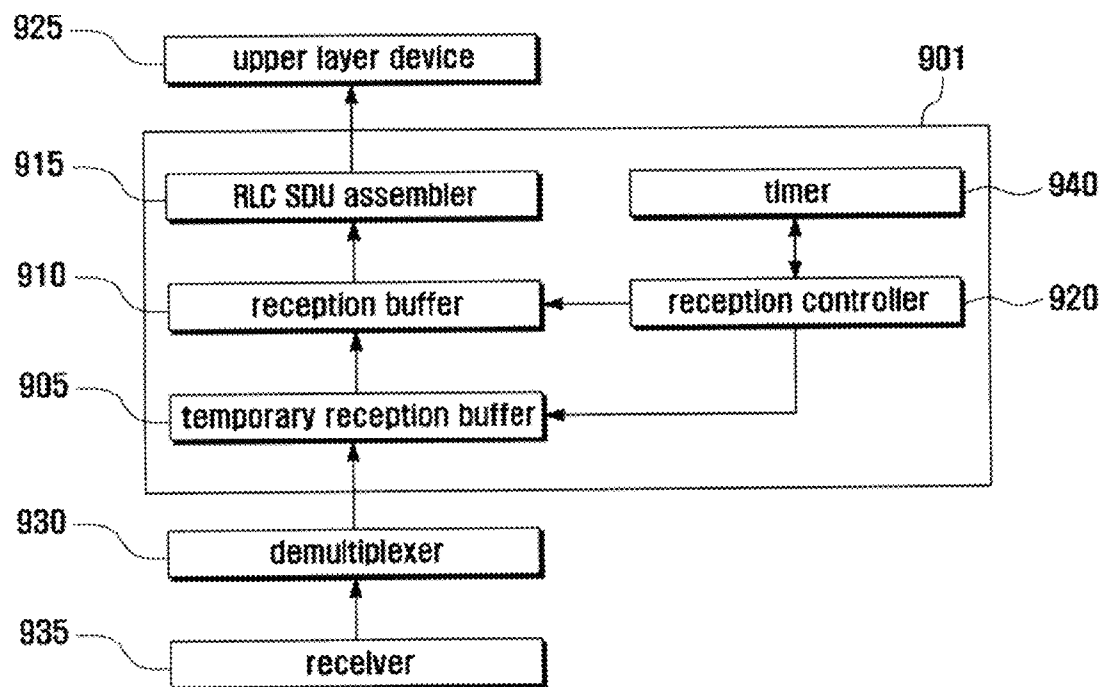 925
upper layer device
901
915
RLC SDU assembler
timer
940
910
reception buffer
reception controller
920
905
temporary reception buffer
930
demultiplexer
935
receiver